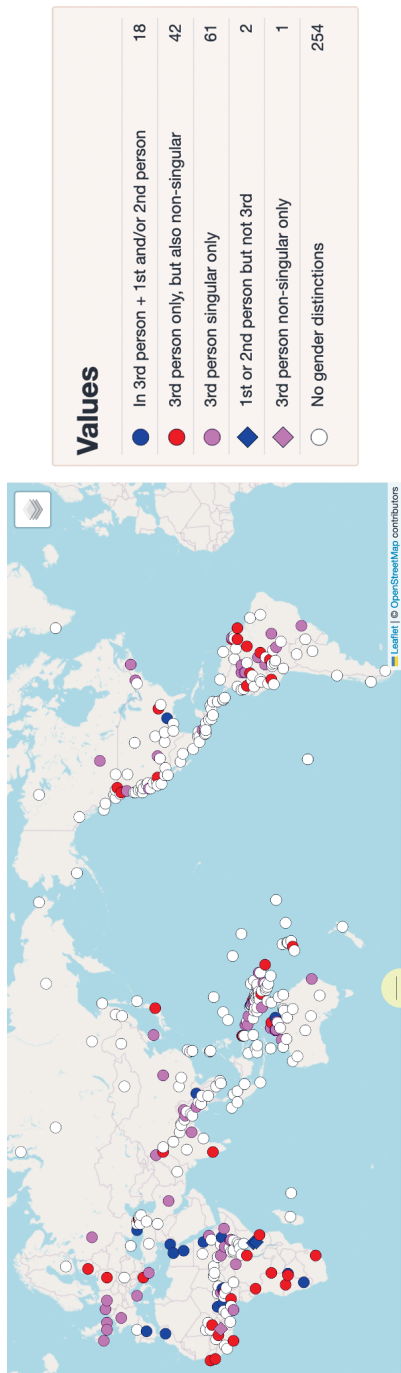 Values
In 3rd person + 1st and/or 2nd person 18
3rd person only, but also non-singular 42
3rd person singular only 61
1st or 2nd person but not 3rd 2
3rd person non-singular only 1
No gender distinctions 254
Leaflet | © OpenStreetMap contributors